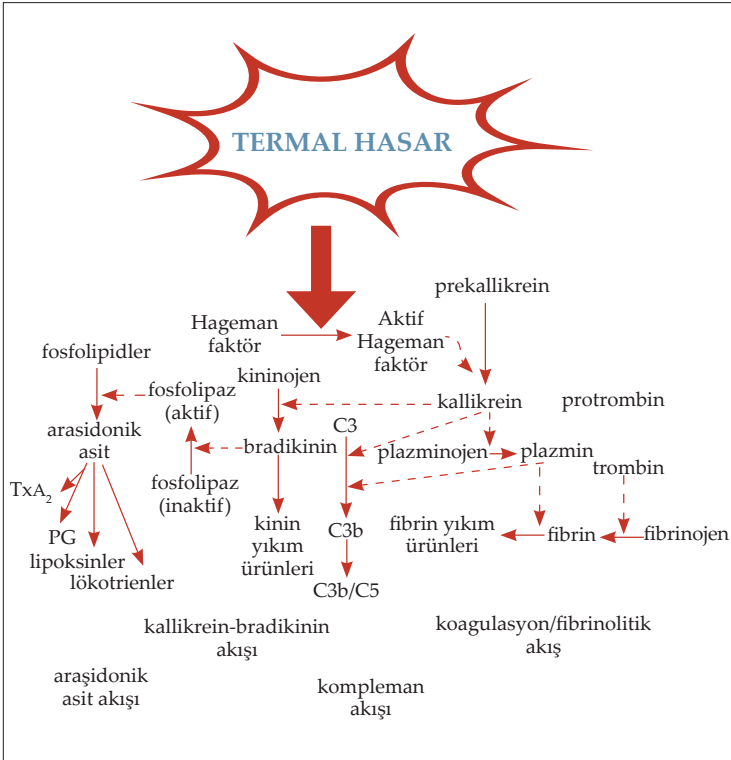 TERMAL HASAR
prekallikrein
Hageman
faktör
Aktif
Hageman
faktör
fosfolipidler
fosfolipaz
(aktif)
kininojen
kallikrein
protrombin
arasidonik
asit
bradikinin
C3
plazminojen
plazmin
trombin
fosfolipaz
(inaktif)
TxA₂
PG
lipoksinler
lökotrienler
kinin
yıkım
ürünleri
C3b
C3b/C5
fibrin yıkım
ürünleri
fibrin
fibrinojen
kallikrein-bradikinin
akışı
koagulasyon/fibrinolitik
akış
araşidonik
asit akışı
kompleman
akışı